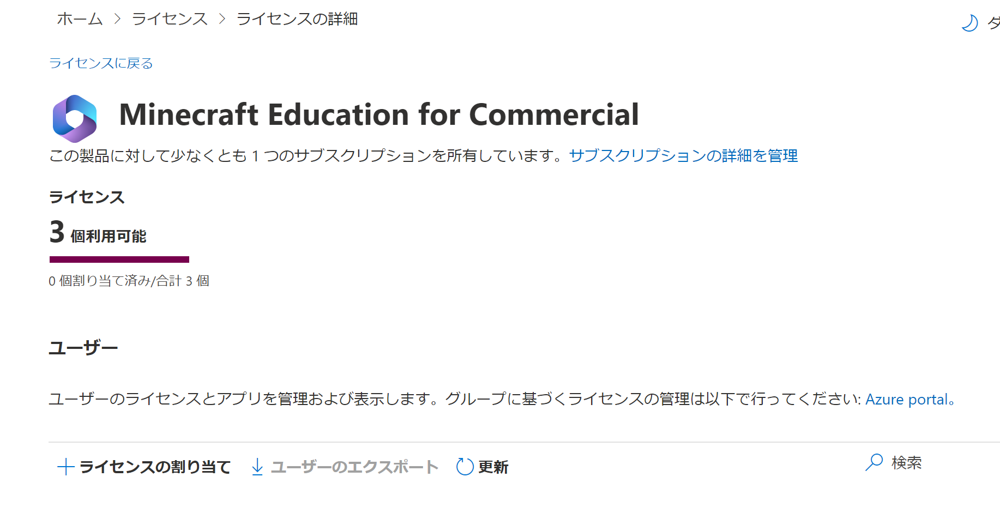 ホーム > ライセンス > ライセンスの詳細
ダ
ライセンスに戻る
Minecraft Education for Commercial
この製品に対して少なくとも 1 つのサブスクリプションを所有しています。サブスクリプションの詳細を管理
ライセンス
3 個利用可能
0 個割り当て済み/合計 3 個
ユーザー
ユーザーのライセンスとアプリを管理および表示します。グループに基づくライセンスの管理は以下で行ってください: Azure portal。
ライセンスの割り当て ユーザーのエクスポート 更新 検索